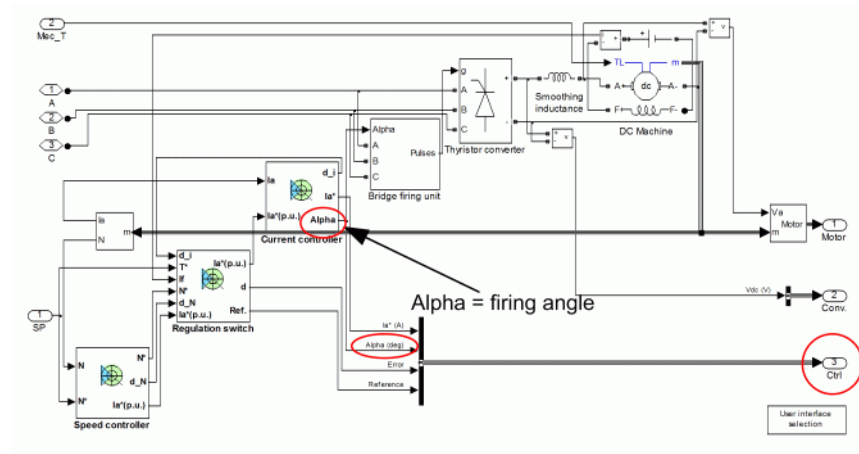 2
Mec_T
1
A
2
B
3
C
g
A
B
C
+
-
Thyristor converter
Smoothing
inductance
+
-
v
TL
m
A+
dc
A-
F+
F-
DC Machine
Alpha
A
B
C
Pulses
Bridge firing unit
Ia
Ia*(p.u.)
d_i
Ia*
Alpha
Current controller
Ia
N
m
d_i
T*
If
N*
d_N
Ia*(p.u.)
Ia*(p.u.)
d
Ref.
Regulation switch
1
SP
N
N*
N*
d_N
Ia*(p.u.)
Speed controller
Alpha = firing angle
Ia* (A)
Alpha (deg)
Error
Reference
Va
m
Motor
1
Motor
Vdc (V)
2
Conv.
3
Ctrl
User interface
selection